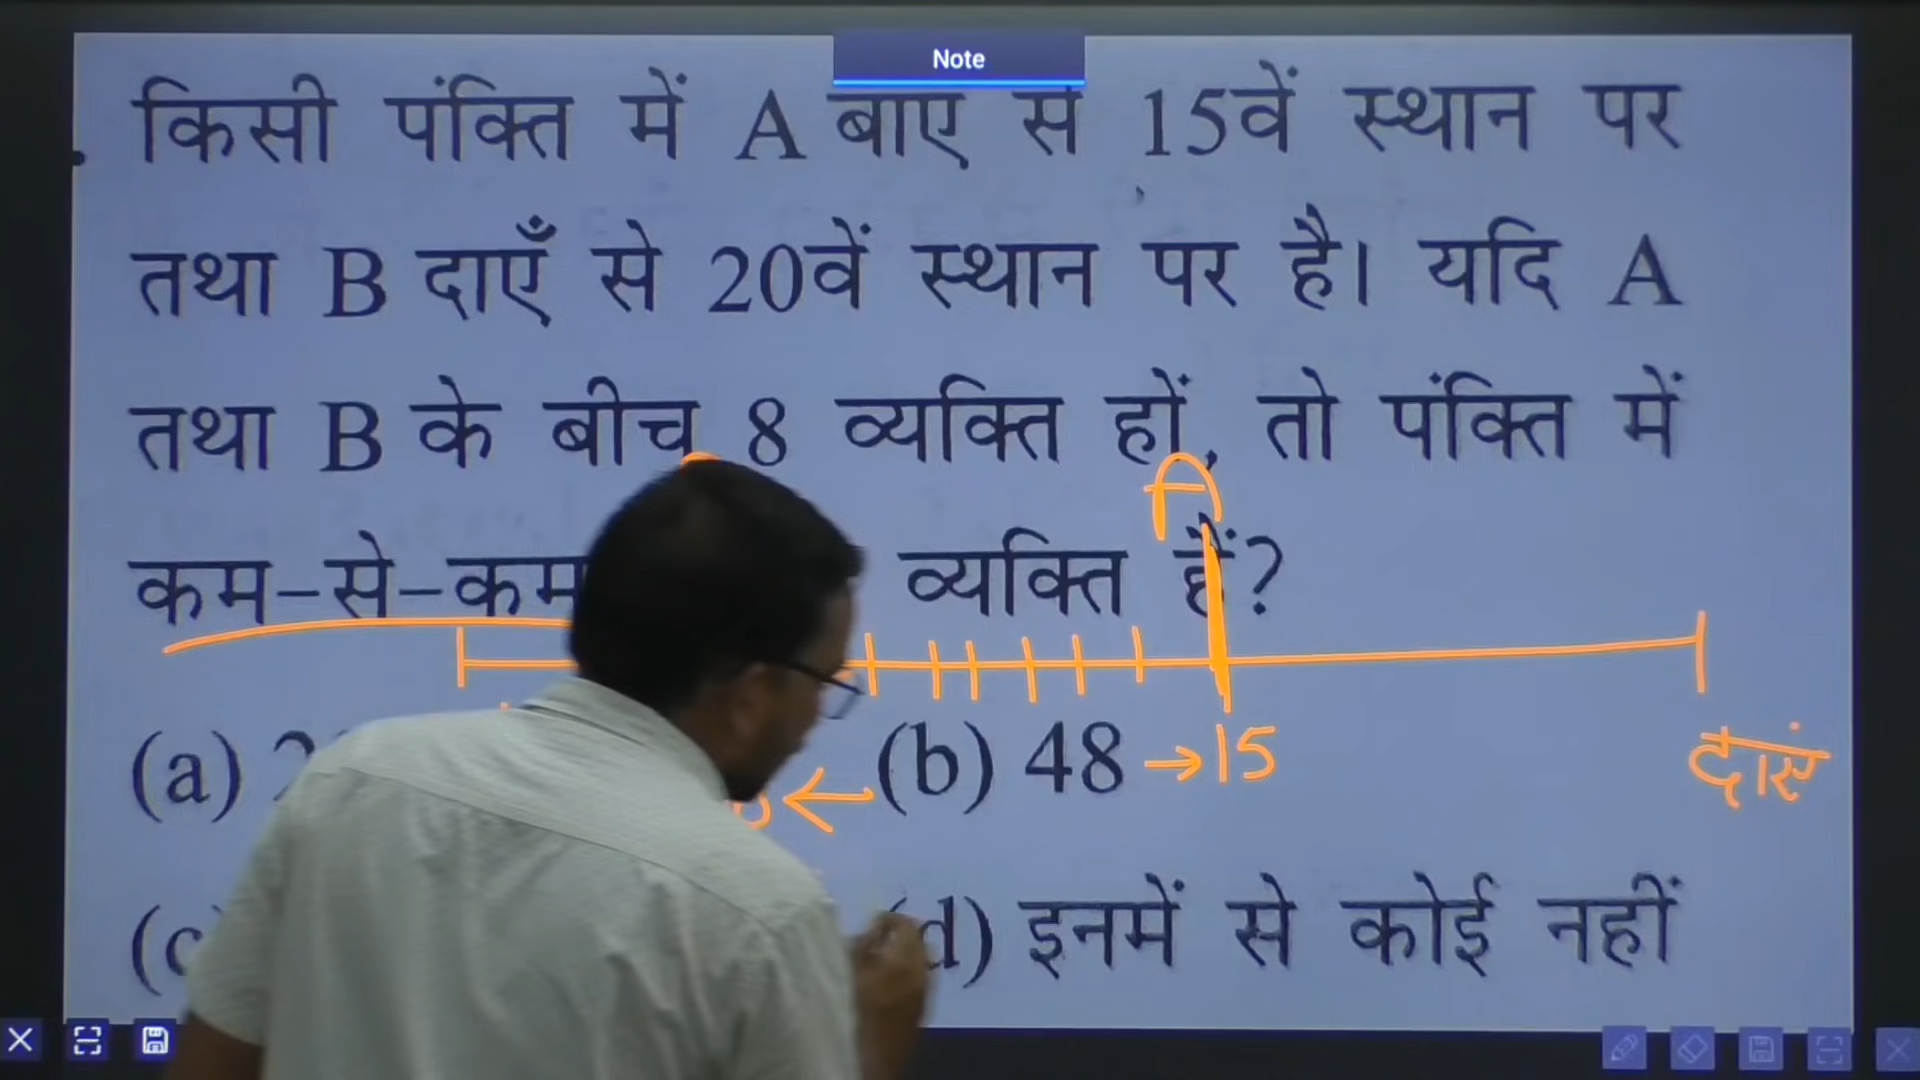 Note
किसी पंक्ति में A बाएं से 15वें स्थान पर
तथा B दाएँ से 20वें स्थान पर है। यदि A
तथा B के बीच 8 व्यक्ति हों, तो पंक्ति में
कम-से-कम व्यक्ति हैं?
(a)
(b) 48 →15
दाएं
(d) इनमें से कोई नहीं